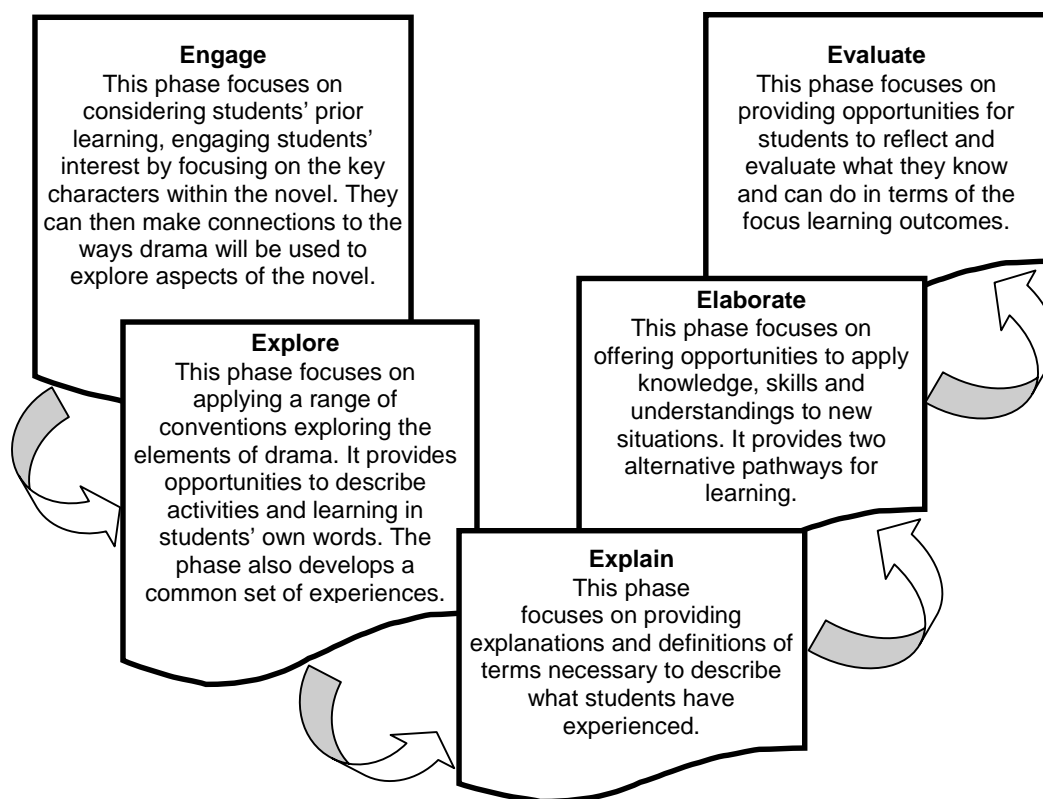 Engage
This phase focuses on
considering students’ prior
learning, engaging students’
interest by focusing on the key
characters within the novel. They
can then make connections to the
ways drama will be used to
explore aspects of the novel.
Explore
This phase focuses on
applying a range of
conventions exploring the
elements of drama. It provides
opportunities to describe
activities and learning in
students’ own words. The
phase also develops a
common set of experiences.
Explain
This phase
focuses on providing
explanations and definitions of
terms necessary to describe
what students have
experienced.
Elaborate
This phase focuses on
offering opportunities to apply
knowledge, skills and
understandings to new
situations. It provides two
alternative pathways for
learning.
Evaluate
This phase focuses on
providing opportunities for
students to reflect and
evaluate what they know
and can do in terms of the
focus learning outcomes.